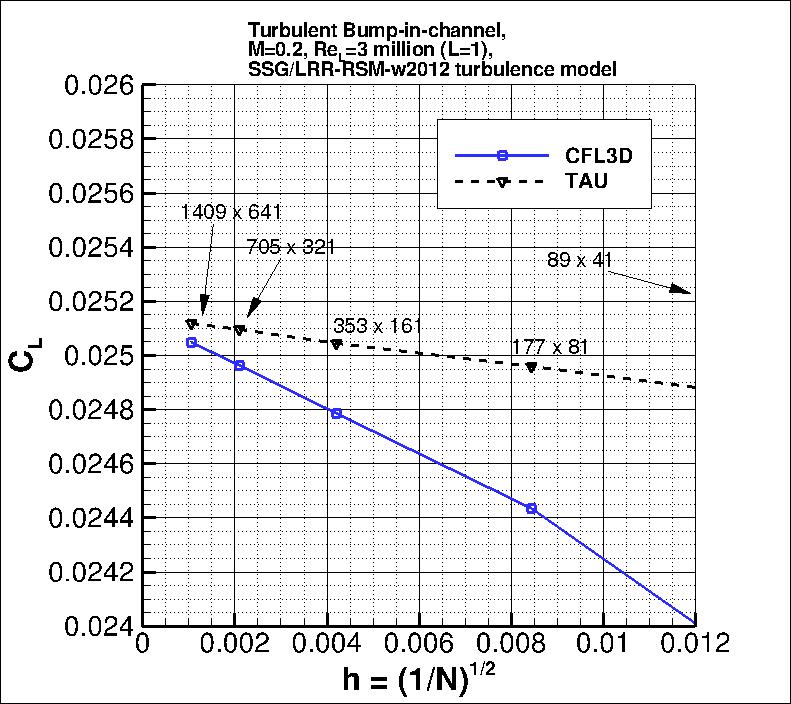 Turbulent Bump-in-channel,
M=0.2, Re_L=3 million (L=1),
SSG/LRR-RSM-w2012 turbulence model
0.026
0.0258
0.0256
0.0254
0.0252
0.025
0.0248
0.0246
0.0244
0.0242
0.024
C_L
CFL3D
TAU
1409 x 641
705 x 321
89 x 41
353 x 161
177 x 81
0 0.002 0.004 0.006 0.008 0.01 0.012
h = (1/N)^1/2